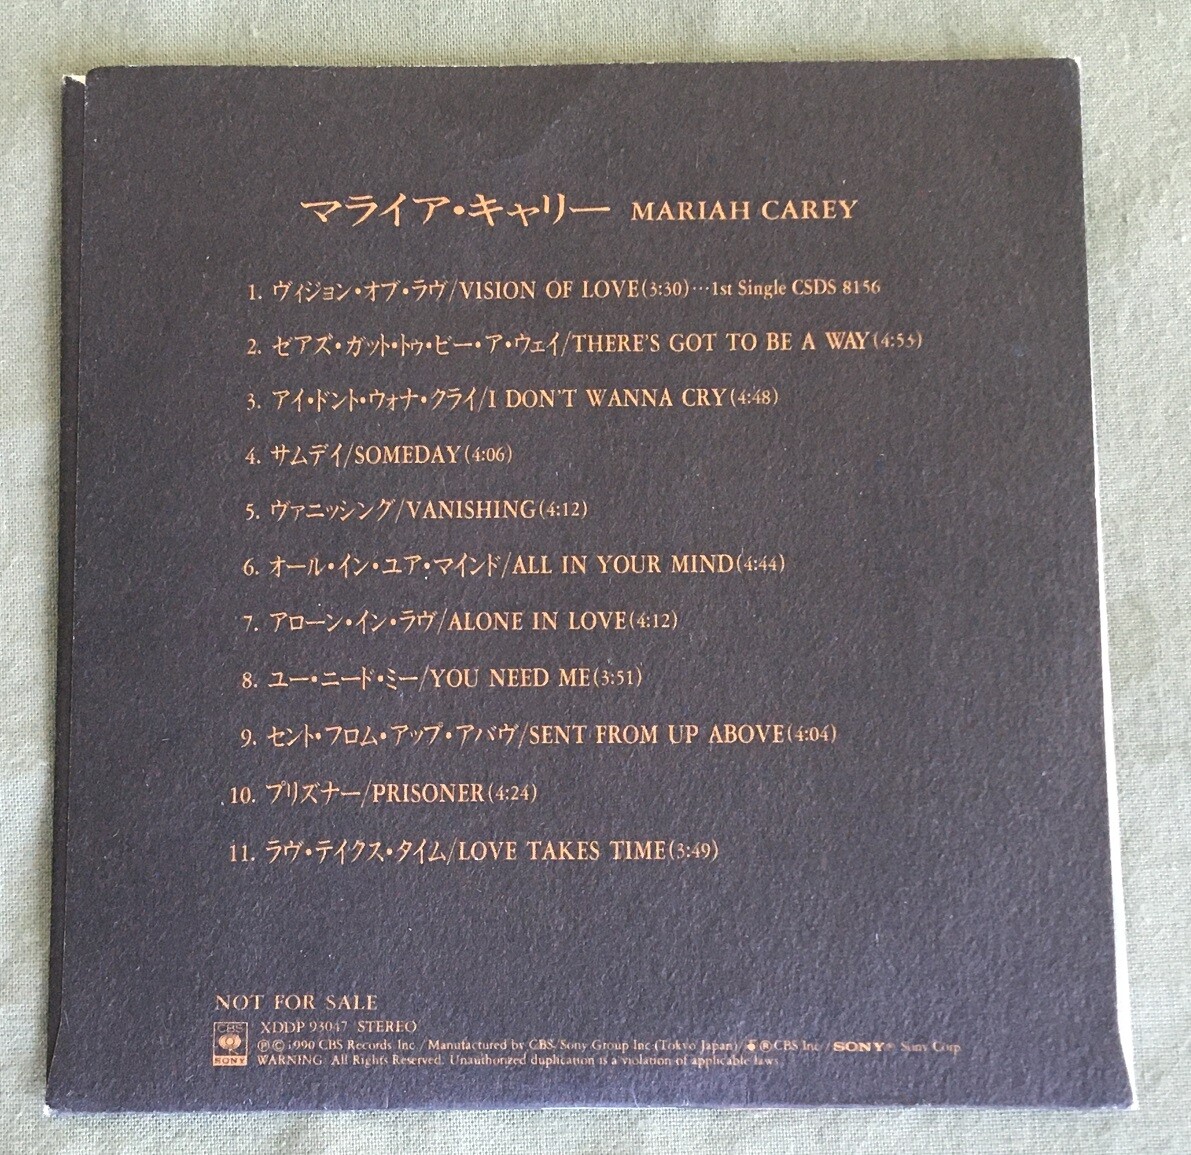 マライア・キャリー MARIAH CAREY
1. ヴィジョン・オブ・ラヴ/VISION OF LOVE(3:30)…1st Single CSDS 8156
2. ゼアズ・ガット・トゥ・ビー・ア・ウェイ/THERE'S GOT TO BE A WAY(4:53)
3. アイ・ドント・ウォナ・クライ/I DON'T WANNA CRY(4:48)
4. サムデイ/SOMEDAY(4:06)
5. ヴァニッシング/VANISHING(4:12)
6. オール・イン・ユア・マインド/ALL IN YOUR MIND(4:44)
7. アローン・イン・ラヴ/ALONE IN LOVE(4:12)
8. ユー・ニード・ミー/YOU NEED ME(3:51)
9. セント・フロム・アップ・アバヴ/SENT FROM UP ABOVE(4:04)
10. プリズナー/PRISONER(4:24)
11. ラヴ・テイクス・タイム/LOVE TAKES TIME(3:49)
NOT FOR SALE
CBS
SONY
XDDP 93047 STEREO
℗©1990 CBS Records Inc / Manufactured by CBS/Sony Group Inc (Tokyo Japan) / ®CBS Inc / SONY® Sony Corp
WARNING: All Rights Reserved. Unauthorized duplication is a violation of applicable laws